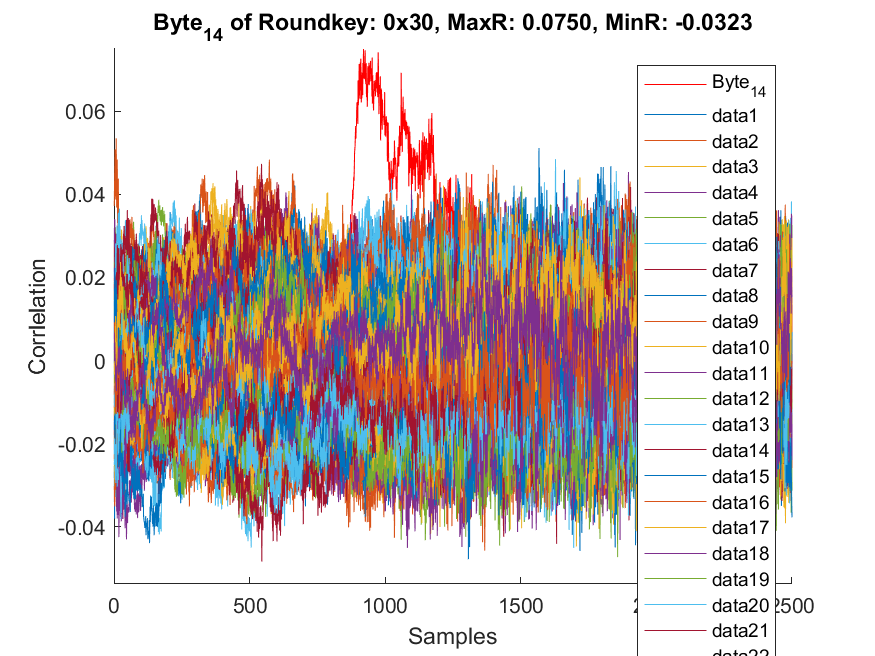 Byte14 of Roundkey: 0x30, MaxR: 0.0750, MinR: -0.0323
0.06
0.04
0.02
0
-0.02
-0.04
Corrlelation
0
500
1000
1500
2500
Samples
Byte14
data1
data2
data3
data4
data5
data6
data7
data8
data9
data10
data11
data12
data13
data14
data15
data16
data17
data18
data19
data20
data21